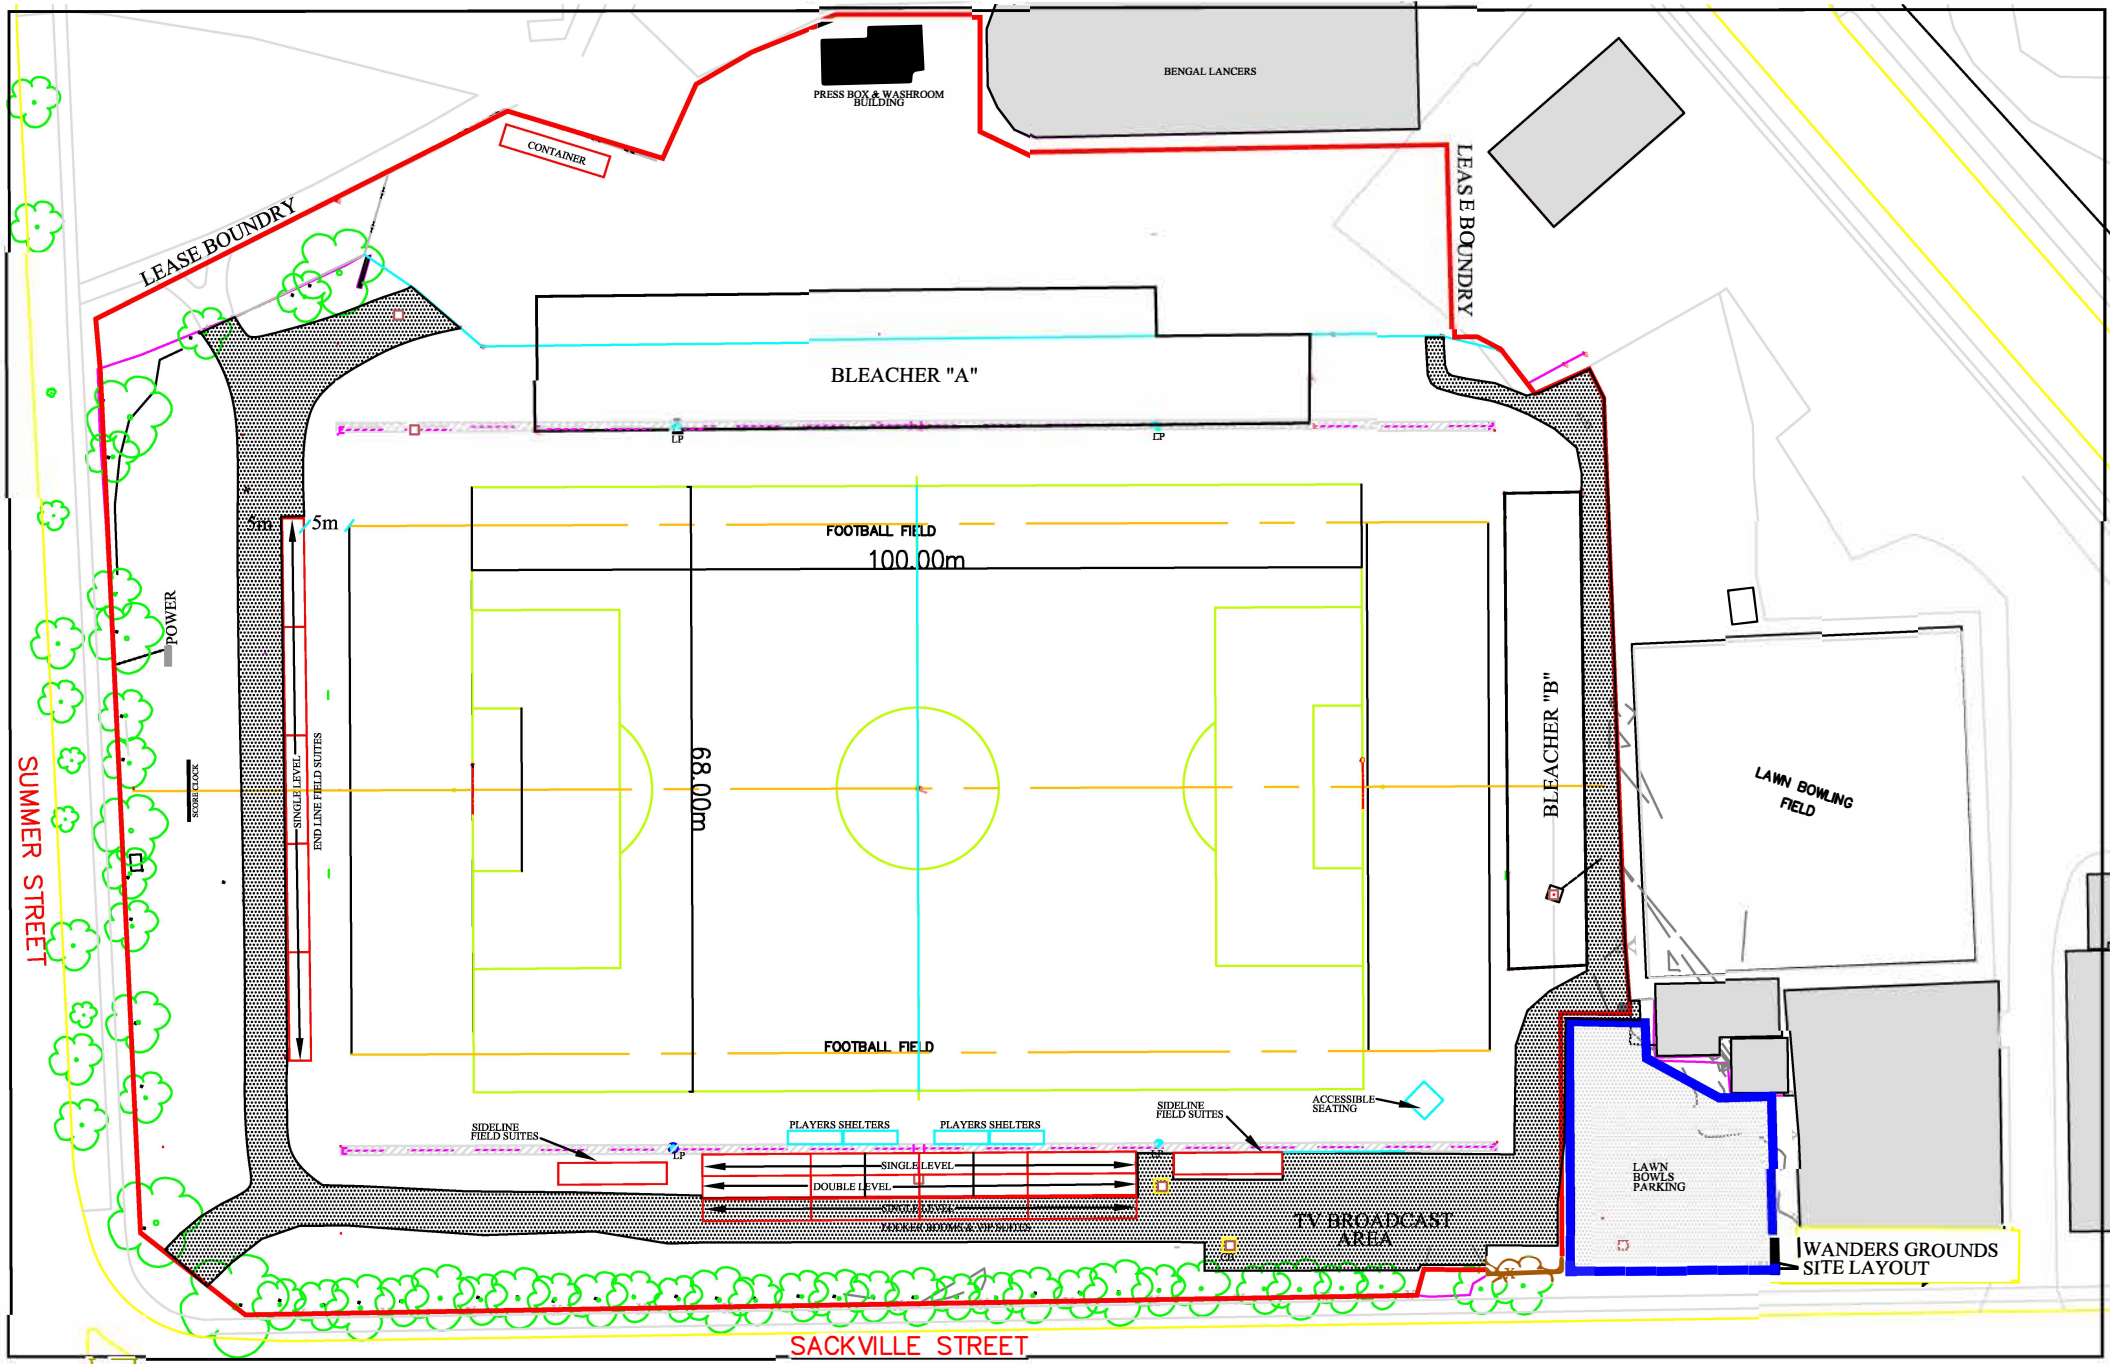 BENGAL LANCERS
PRESS BOX & WASHROOM
BUILDING
CONTAINER
LEASE BOUNDRY
LEASE BOUNDRY
BLEACHER "A"
LP
LP
5m
5m
FOOTBALL FIELD
100.00m
POWER
68.00m
BLEACHER "B"
SCORE CLOCK
SINGLE LEVEL
END LINE FIELD SUITES
LAWN BOWLING
FIELD
SUMMER STREET
FOOTBALL FIELD
ACCESSIBLE
SEATING
SIDELINE
FIELD SUITES
PLAYERS SHELTERS
PLAYERS SHELTERS
SIDELINE
FIELD SUITES
LP
LP
SINGLE LEVEL
DOUBLE LEVEL
SINGLE LEVEL
LOCKER ROOMS & VIP SUITES
TV BROADCAST
AREA
CB
X
LAWN
BOWLS
PARKING
WANDERS GROUNDS
SITE LAYOUT
SACKVILLE STREET